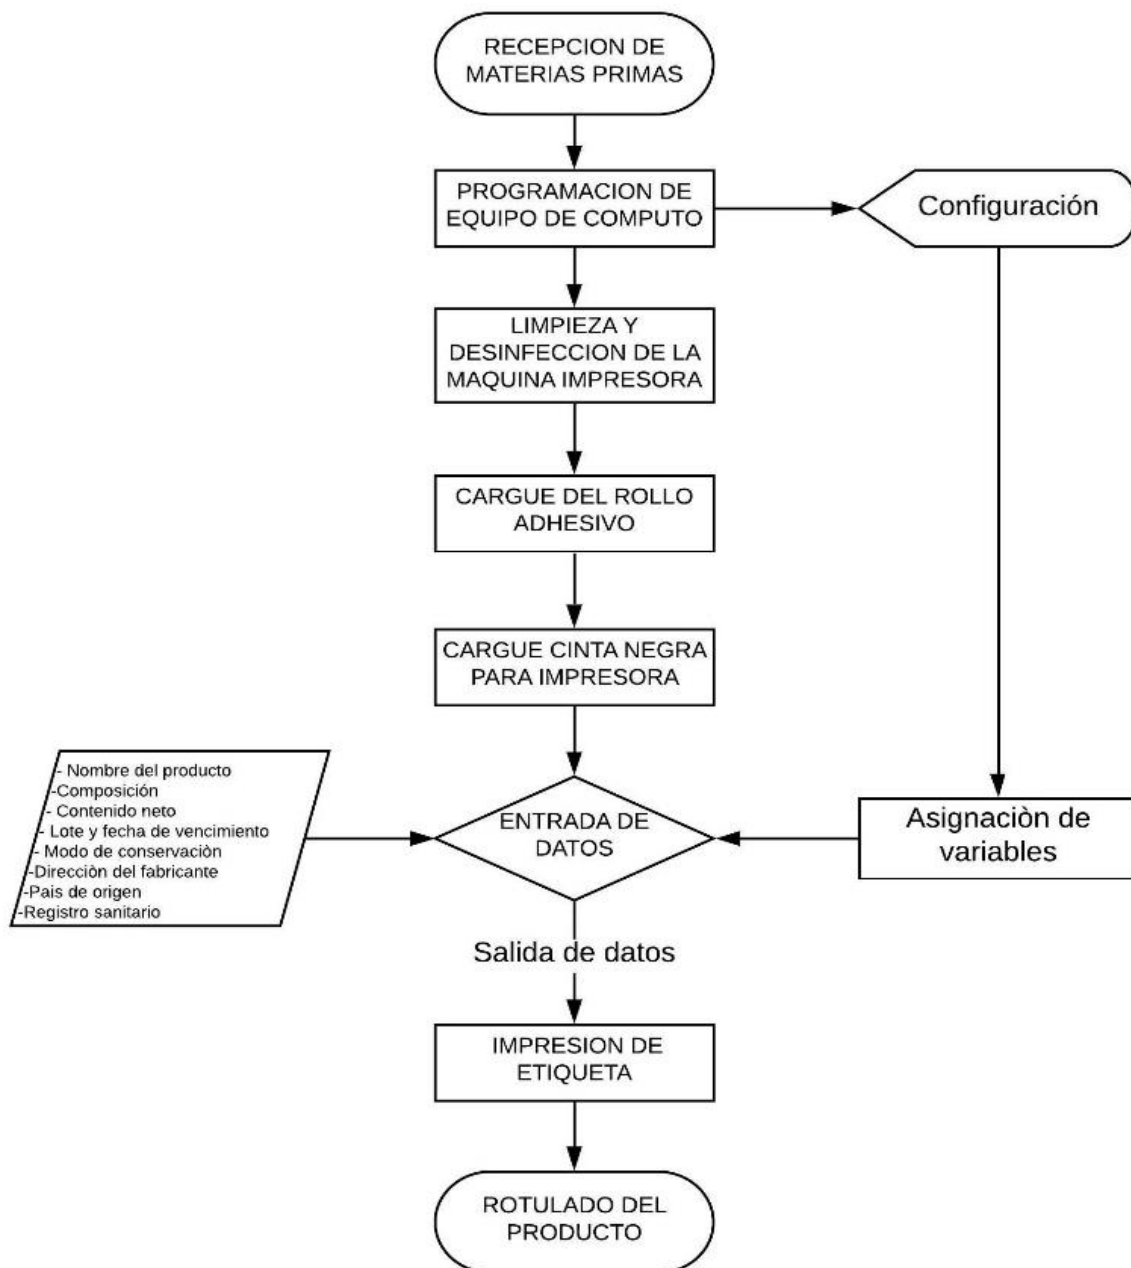 RECEPCION DE
MATERIAS PRIMAS
PROGRAMACION DE
EQUIPO DE COMPUTO
Configuración
LIMPIEZA Y
DESINFECCION DE LA
MAQUINA IMPRESORA
CARGUE DEL ROLLO
ADHESIVO
CARGUE CINTA NEGRA
PARA IMPRESORA
- Nombre del producto
-Composición
- Contenido neto
- Lote y fecha de vencimiento
- Modo de conservaciòn
-Direcciòn del fabricante
-Pais de origen
-Registro sanitario
ENTRADA DE
DATOS
Asignaciòn de
variables
Salida de datos
IMPRESION DE
ETIQUETA
ROTULADO DEL
PRODUCTO